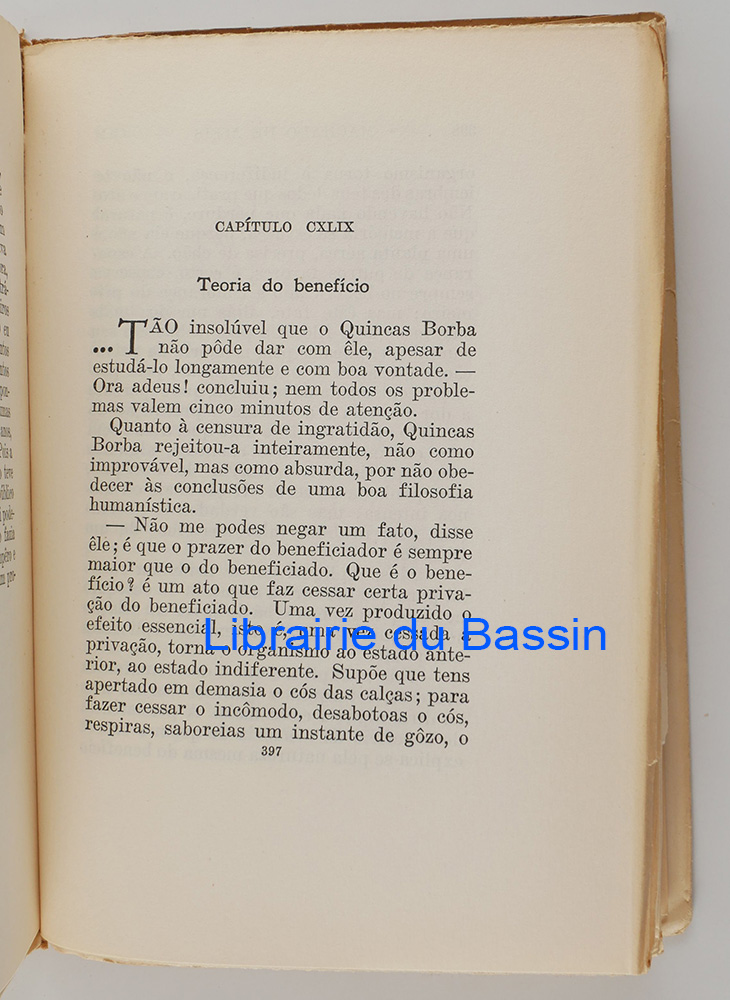 CAPÍTULO CXLIX
Teoria do benefício
... TÃO insolúvel que o Quincas Borba
não pôde dar com êle, apesar de
estudá-lo longamente e com boa vontade. —
Ora adeus! concluiu; nem todos os proble-
mas valem cinco minutos de atenção.
Quanto à censura de ingratidão, Quincas
Borba rejeitou-a inteiramente, não como
improvável, mas como absurda, por não obe-
decer às conclusões de uma boa filosofia
humanística.
— Não me podes negar um fato, disse
êle; é que o prazer do beneficiador é sempre
maior que o do beneficiado. Que é o bene-
fício? é um ato que faz cessar certa priva-
ção do beneficiado. Uma vez produzido o
efeito essencial, isto é, uma vez cessada a
Librairie du Bassin
privação, torna o organismo ao estado ante-
rior, ao estado indiferente. Supõe que tens
apertado em demasia o cós das calças; para
fazer cessar o incômodo, desabotoas o cós,
respiras, saboreias um instante de gôzo, o
397